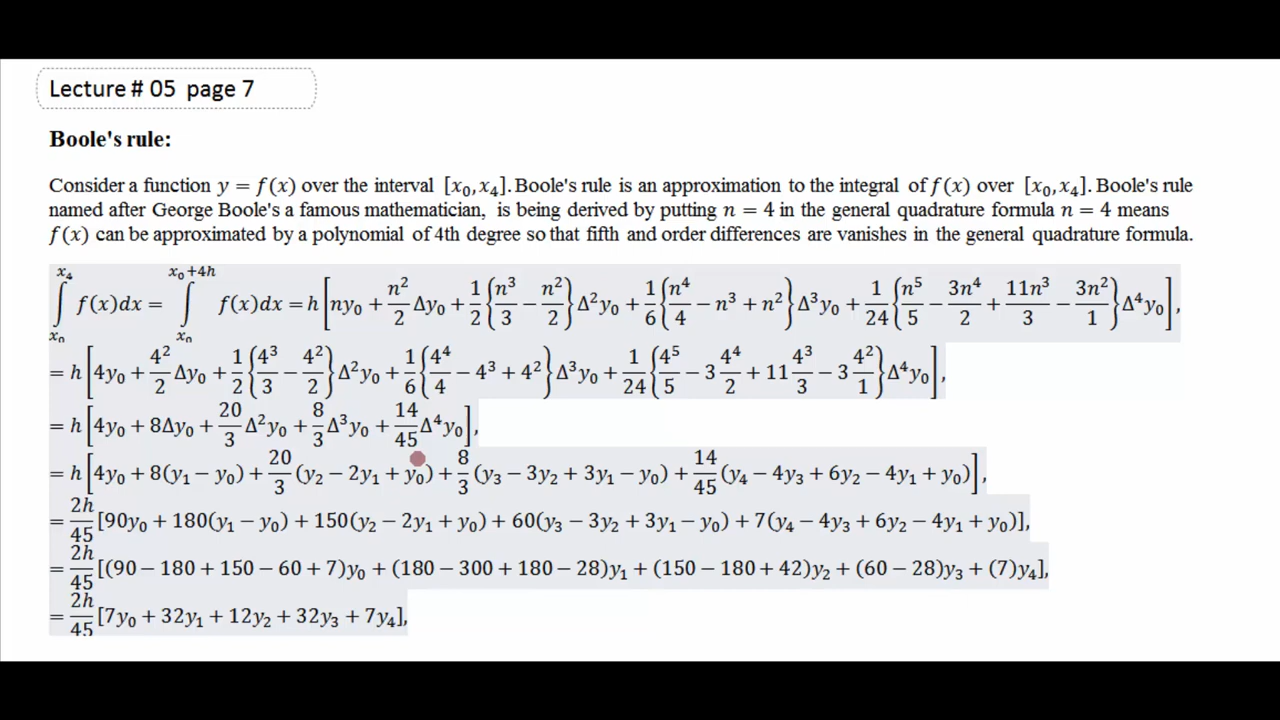 Lecture # 05 page 7
Boole's rule:
Consider a function y = f(x) over the interval [x₀, x₄]. Boole's rule is an approximation to the integral of f(x) over [x₀, x₄]. Boole's rule
named after George Boole's a famous mathematician, is being derived by putting n = 4 in the general quadrature formula n = 4 means
f(x) can be approximated by a polynomial of 4th degree so that fifth and order differences are vanishes in the general quadrature formula.
∫_{x₀}^{x₄} f(x)dx = ∫_{x₀}^{x₀+4h} f(x)dx = h[ny₀ + n²/2 Δy₀ + 1/2{n³/3 − n²/2}Δ²y₀ + 1/6{n⁴/4 − n³ + n²}Δ³y₀ + 1/24{n⁵/5 − 3n⁴/2 + 11n³/3 − 3n²/1}Δ⁴y₀],
= h[4y₀ + 4²/2 Δy₀ + 1/2{4³/3 − 4²/2}Δ²y₀ + 1/6{4⁴/4 − 4³ + 4²}Δ³y₀ + 1/24{4⁵/5 − 3 4⁴/2 + 11 4³/3 − 3 4²/1}Δ⁴y₀],
= h[4y₀ + 8Δy₀ + 20/3 Δ²y₀ + 8/3 Δ³y₀ + 14/45 Δ⁴y₀],
= h[4y₀ + 8(y₁ − y₀) + 20/3 (y₂ − 2y₁ + y₀) + 8/3 (y₃ − 3y₂ + 3y₁ − y₀) + 14/45 (y₄ − 4y₃ + 6y₂ − 4y₁ + y₀)],
= 2h/45 [90y₀ + 180(y₁ − y₀) + 150(y₂ − 2y₁ + y₀) + 60(y₃ − 3y₂ + 3y₁ − y₀) + 7(y₄ − 4y₃ + 6y₂ − 4y₁ + y₀)],
= 2h/45 [(90 − 180 + 150 − 60 + 7)y₀ + (180 − 300 + 180 − 28)y₁ + (150 − 180 + 42)y₂ + (60 − 28)y₃ + (7)y₄],
= 2h/45 [7y₀ + 32y₁ + 12y₂ + 32y₃ + 7y₄],